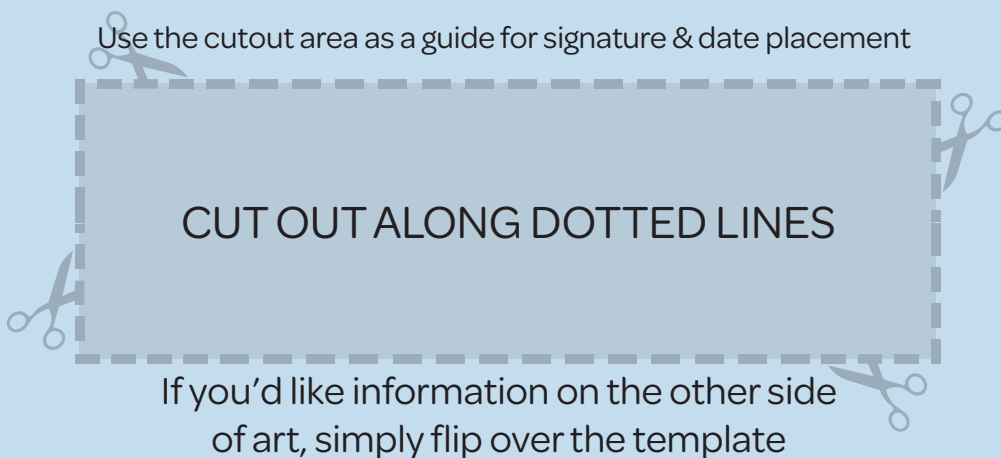 Use the cutout area as a guide for signature & date placement
CUT OUT ALONG DOTTED LINES
If you’d like information on the other side
of art, simply flip over the template